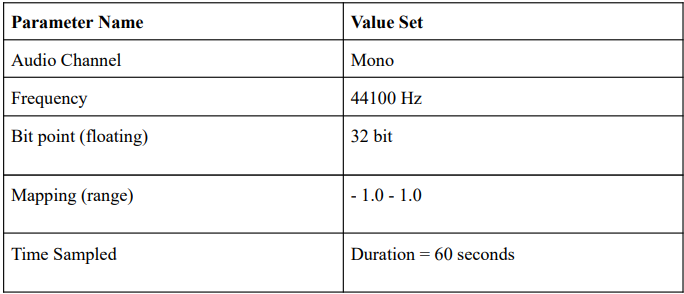 Parameter Name Value Set
Audio Channel Mono
Frequency 44100 Hz
Bit point (floating) 32 bit
Mapping (range) - 1.0 - 1.0
Time Sampled Duration = 60 seconds